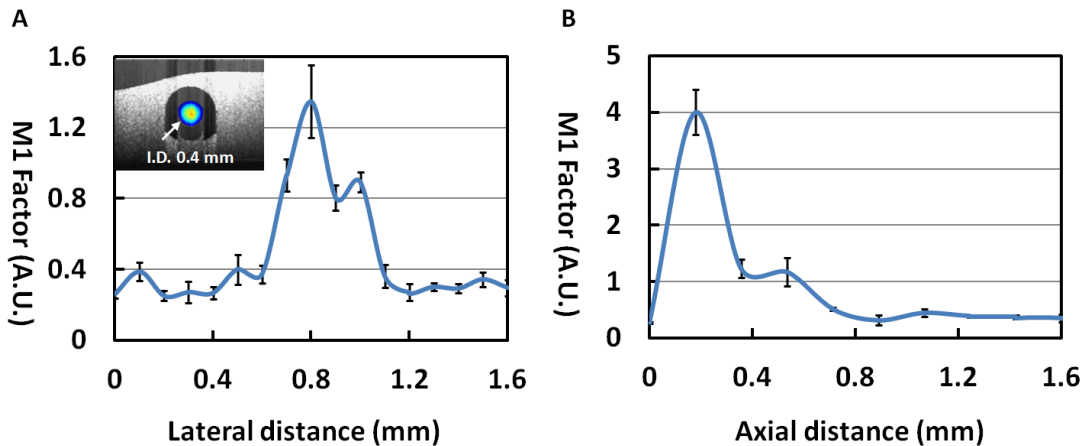 A
M1 Factor (A.U.)
1.6
1.2
0.8
0.4
0
I.D. 0.4 mm
0 0.4 0.8 1.2 1.6
Lateral distance (mm)
B
M1 Factor (A.U.)
5
4
3
2
1
0
0 0.4 0.8 1.2 1.6
Axial distance (mm)